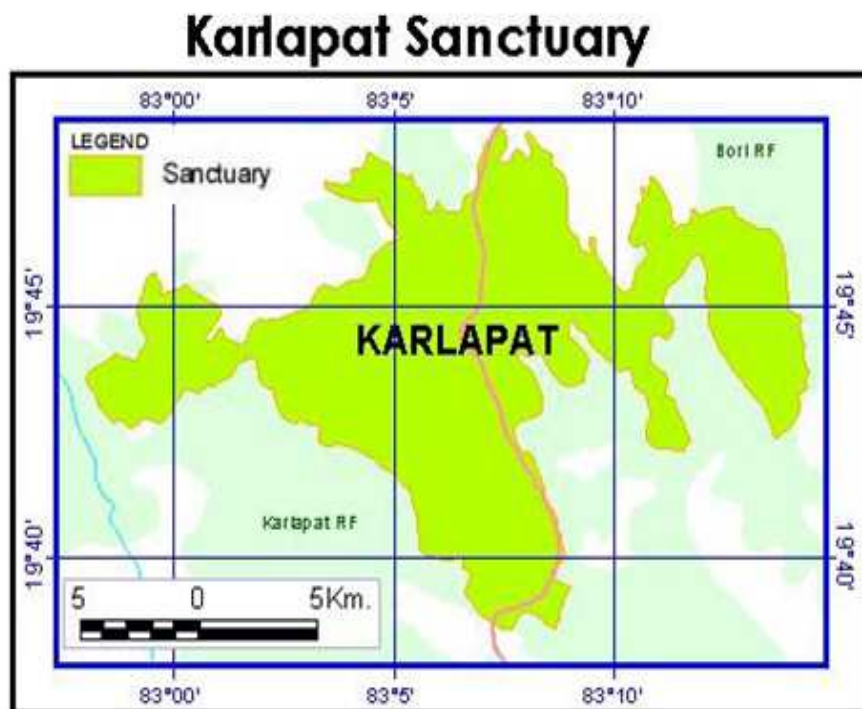 Karlapat Sanctuary
83°00' 83°5' 83°10'
LEGEND
Sanctuary
Bori RF
19°45' 19°45'
KARLAPAT
Karlapat RF
19°40' 19°40'
5 0 5Km.
83°00' 83°5' 83°10'